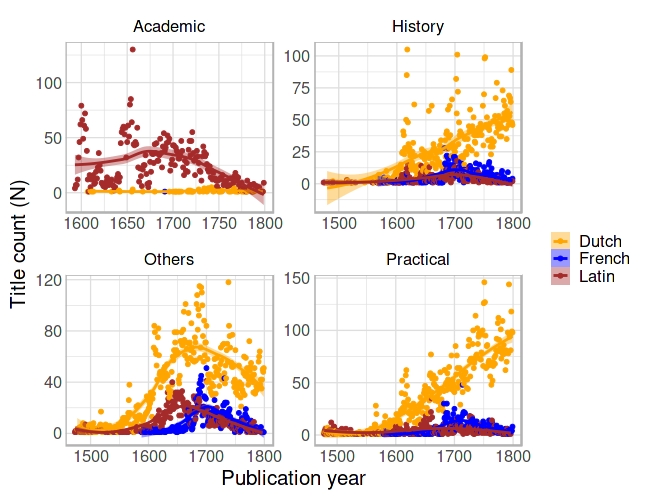 Academic
History
100
50
0
1600 1650 1700 1750 1800
100
75
50
25
0
1500 1600 1700 1800
Title count (N)
Dutch
French
Latin
Others
Practical
120
80
40
0
1500 1600 1700 1800
150
100
50
0
1500 1600 1700 1800
Publication year